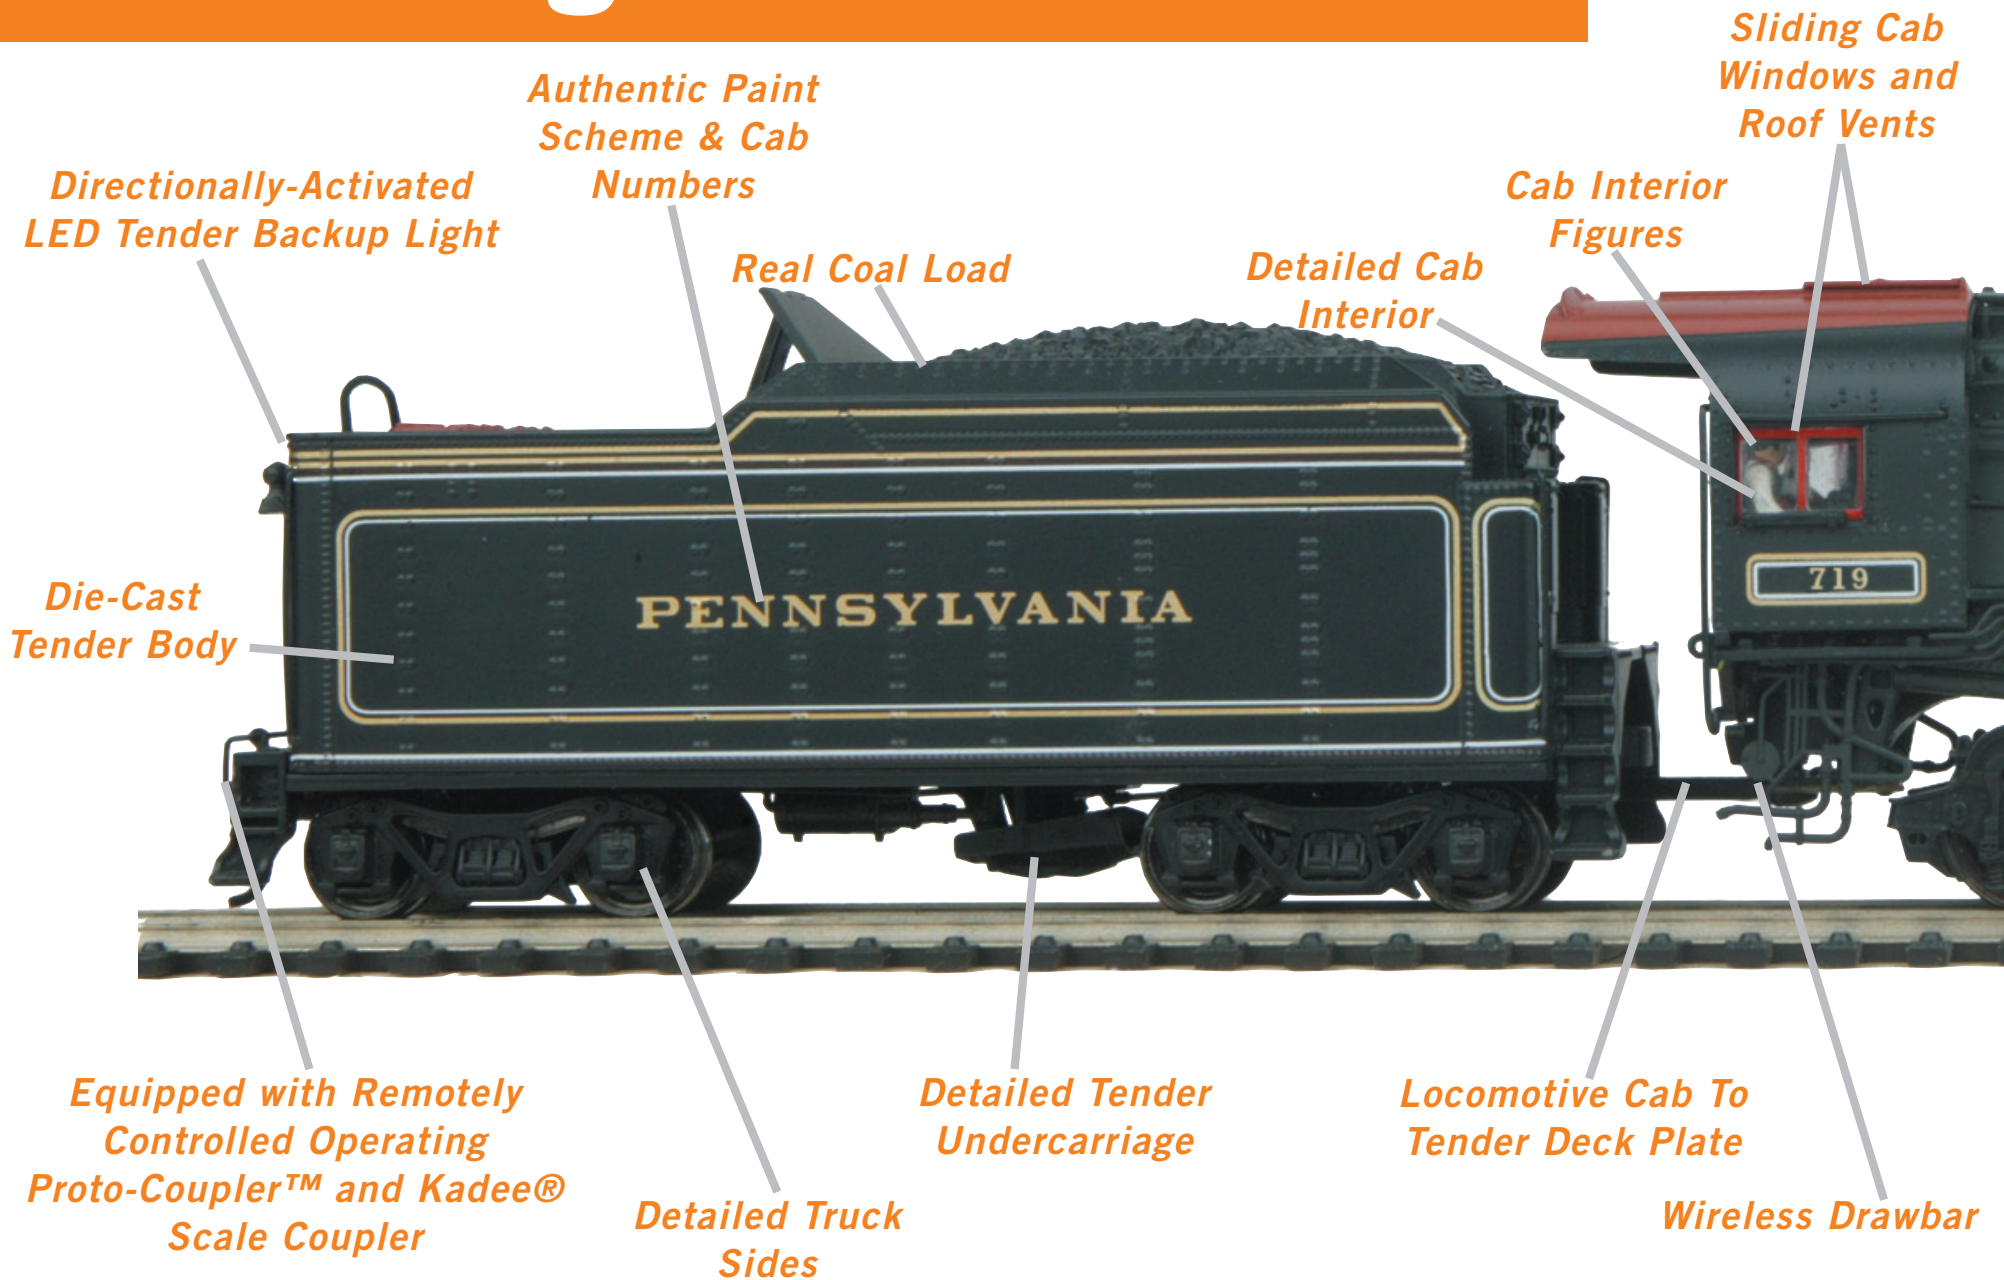 Sliding Cab
Windows and
Roof Vents
Authentic Paint
Scheme & Cab
Numbers
Directionally-Activated
LED Tender Backup Light
Cab Interior
Figures
Real Coal Load
Detailed Cab
Interior
Die-Cast
Tender Body
PENNSYLVANIA
719
Equipped with Remotely
Controlled Operating
Proto-Coupler™ and Kadee®
Scale Coupler
Detailed Tender
Undercarriage
Locomotive Cab To
Tender Deck Plate
Detailed Truck
Sides
Wireless Drawbar